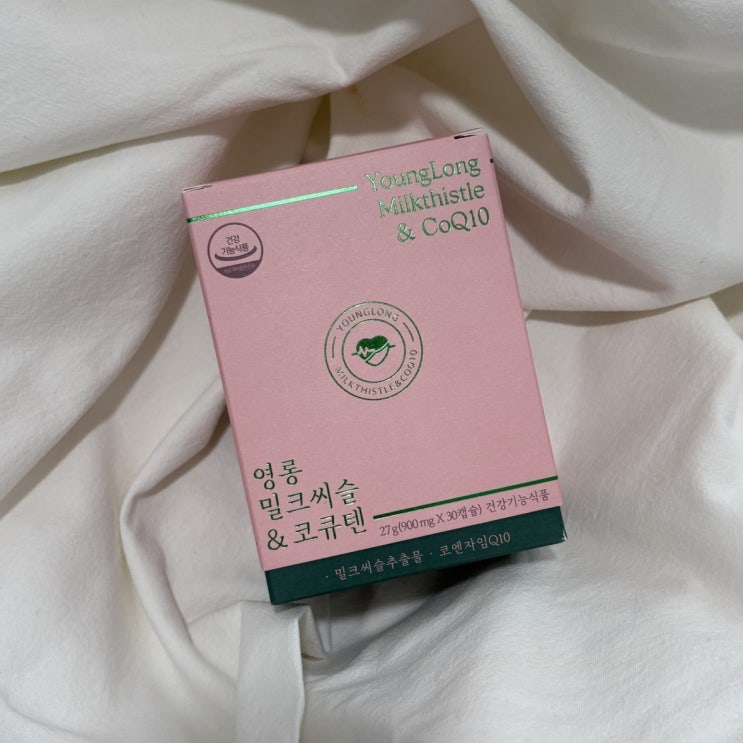 YoungLong
Milkthistle
& CoQ10
건강
기능식품
YOUNGLONG
MILKTHISTLE&COQ10
영롱
밀크씨슬
& 코큐텐
27g(900mg X 30캡슐) 건강기능식품
· 밀크씨슬추출물 · 코엔자임Q10